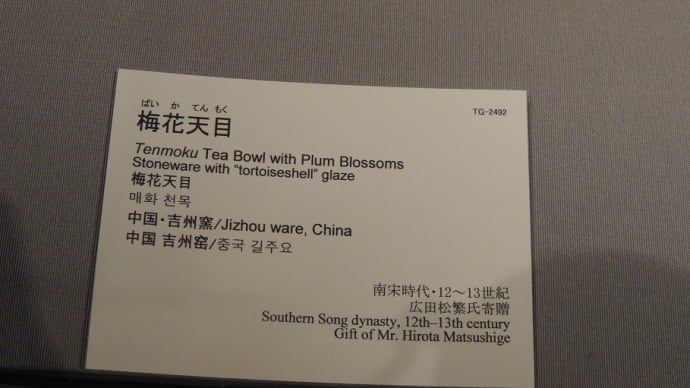 ばい か てん もく
梅花天目
TG-2492
Tenmoku Tea Bowl with Plum Blossoms
Stoneware with “tortoiseshell” glaze
梅花天目
매화 천목
中国・吉州窯/Jizhou ware, China
中国 吉州窑/중국 길주요
南宋時代・12～13世紀
広田松繁氏寄贈
Southern Song dynasty, 12th–13th century
Gift of Mr. Hirota Matsushige